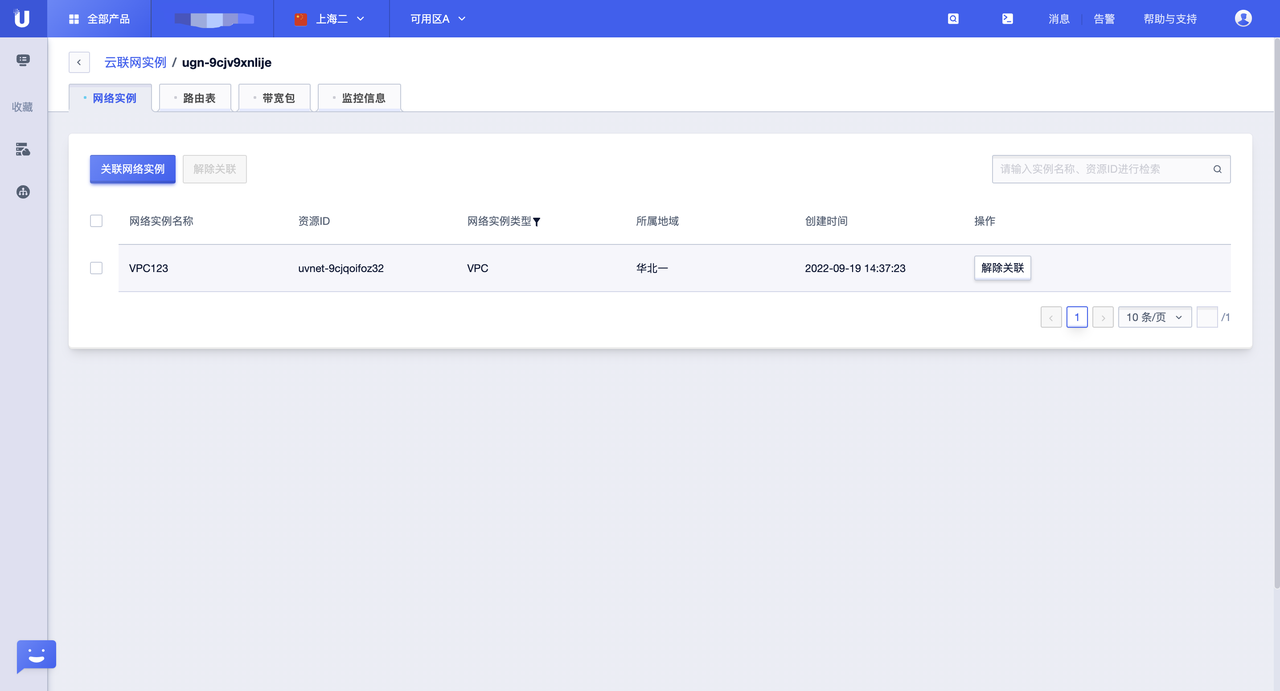 全部产品
上海二
可用区A
消息
告警
帮助与支持
收藏
云联网实例 / ugn-9cjv9xnlije
网络实例
路由表
带宽包
监控信息
关联网络实例
解除关联
请输入实例名称、资源ID进行检索
网络实例名称
资源ID
网络实例类型
所属地域
创建时间
操作
VPC123
uvnet-9cjqoifoz32
VPC
华北一
2022-09-19 14:37:23
解除关联
1
10 条/页
/1